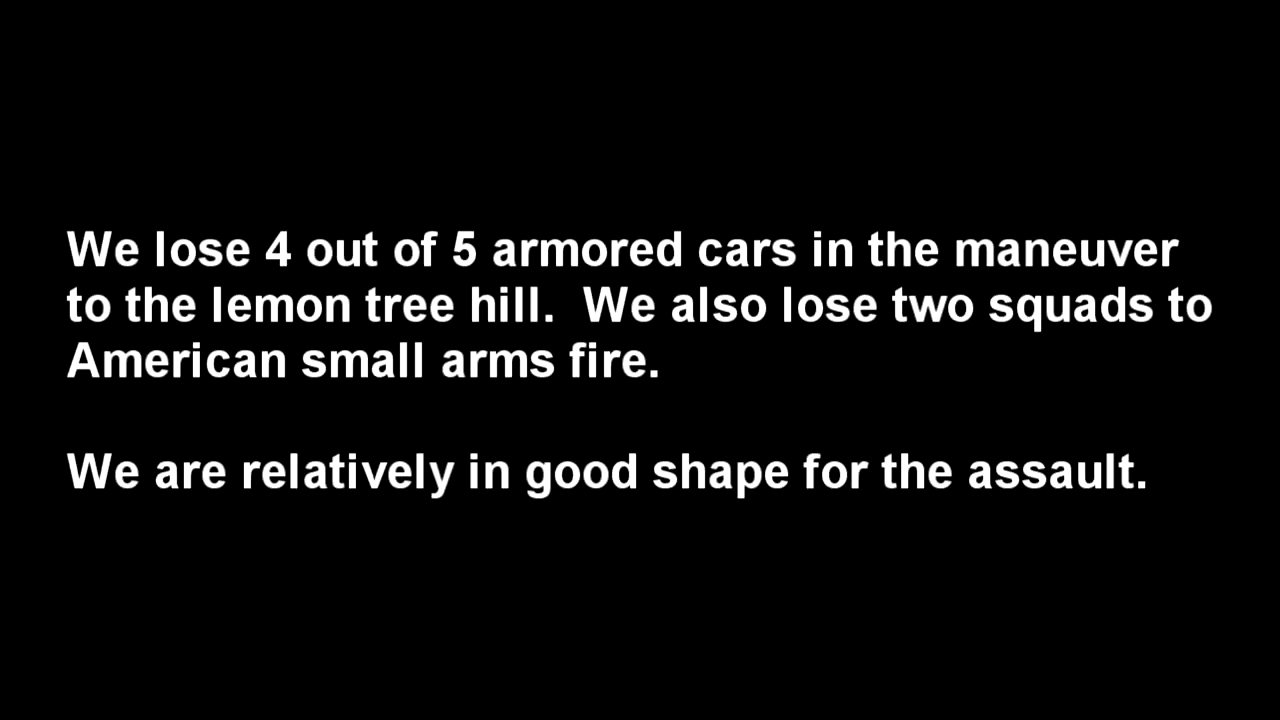 We lose 4 out of 5 armored cars in the maneuver
to the lemon tree hill.  We also lose two squads to
American small arms fire.
We are relatively in good shape for the assault.